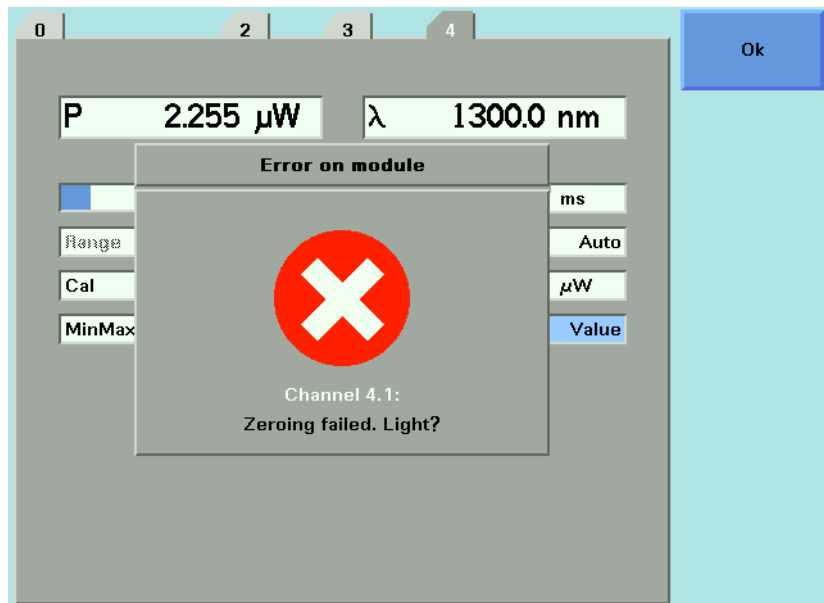 0 2 3 4
Ok
P 2.255 µW λ 1300.0 nm
Error on module
ms
Range Auto
Cal µW
MinMax Value
Channel 4.1:
Zeroing failed. Light?